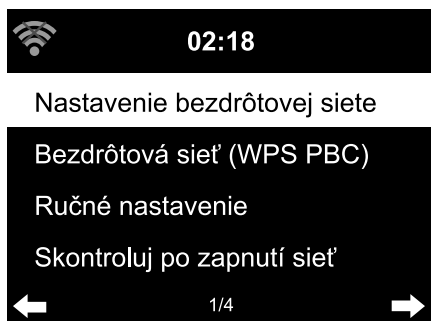 02:18
Nastavenie bezdrôtovej siete
Bezdrôtová sieť (WPS PBC)
Ručné nastavenie
Skontroluj po zapnutí sieť
1/4